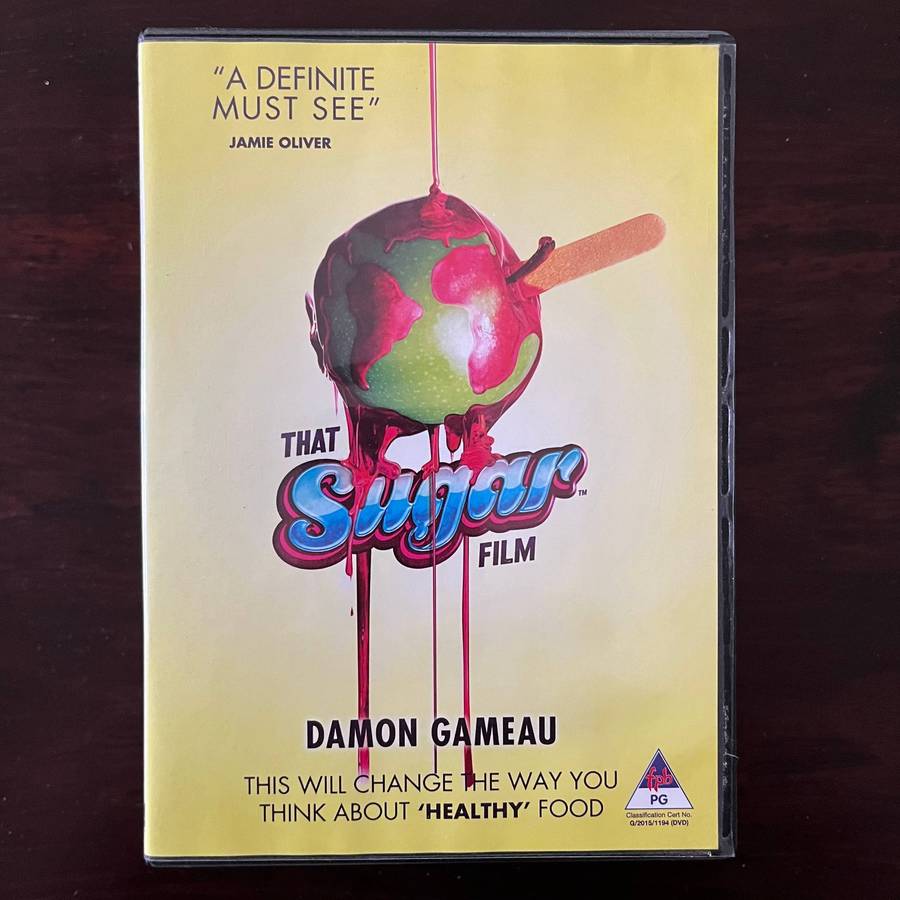 “A DEFINITE
MUST SEE”
JAMIE OLIVER
THAT
Sugar™
FILM
DAMON GAMEAU
THIS WILL CHANGE THE WAY YOU
THINK ABOUT ‘HEALTHY’ FOOD
fpb
PG
Classification Cert No.
G/2015/1194 (DVD)